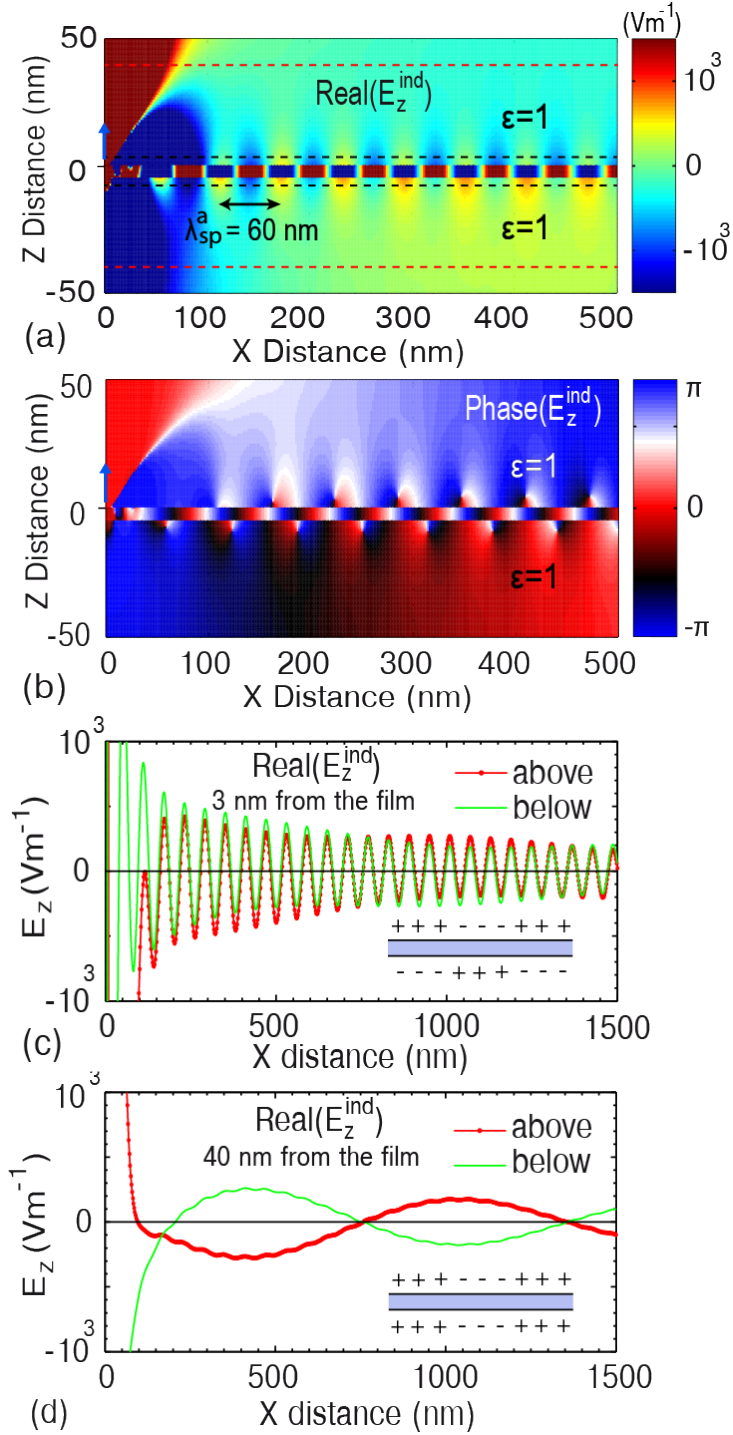 (Vm⁻¹)
50
Real(E_z^ind)
ε=1
10³
0
λ_sp^a = 60 nm
ε=1
0
-10³
-50
Z Distance (nm)
0 100 200 300 400 500
(a)
X Distance (nm)
50
Phase(E_z^ind)
π
ε=1
0
0
ε=1
-50
-π
Z Distance (nm)
0 100 200 300 400 500
(b)
X Distance (nm)
10³
Real(E_z^ind)
above
3 nm from the film
below
0
E_z (Vm⁻¹)
+ + + - - - + + +
- - - + + + - - -
-10³
0 500 1000 1500
(c)
X distance (nm)
10³
Real(E_z^ind)
above
40 nm from the film
below
0
E_z (Vm⁻¹)
+ + + - - - + + +
+ + + - - - + + +
-10³
0 500 1000 1500
(d)
X distance (nm)